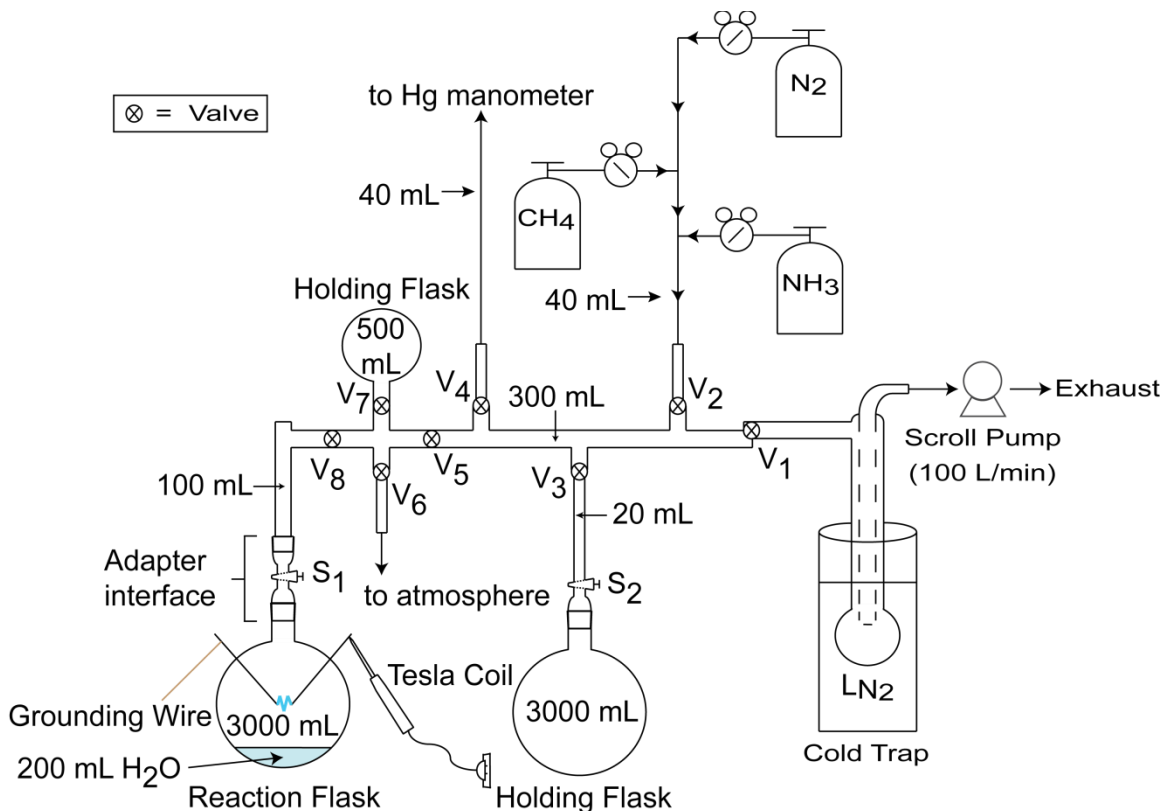 ⊗ = Valve
to Hg manometer
N2
40 mL
CH4
NH3
Holding Flask
500
mL
40 mL
V7
V4
300 mL
V2
Exhaust
Scroll Pump
(100 L/min)
V8
V5
V1
V6
V3
100 mL
20 mL
Adapter
interface
S1
to atmosphere
S2
Tesla Coil
Grounding Wire
3000 mL
3000 mL
LN2
200 mL H2O
Cold Trap
Reaction Flask
Holding Flask